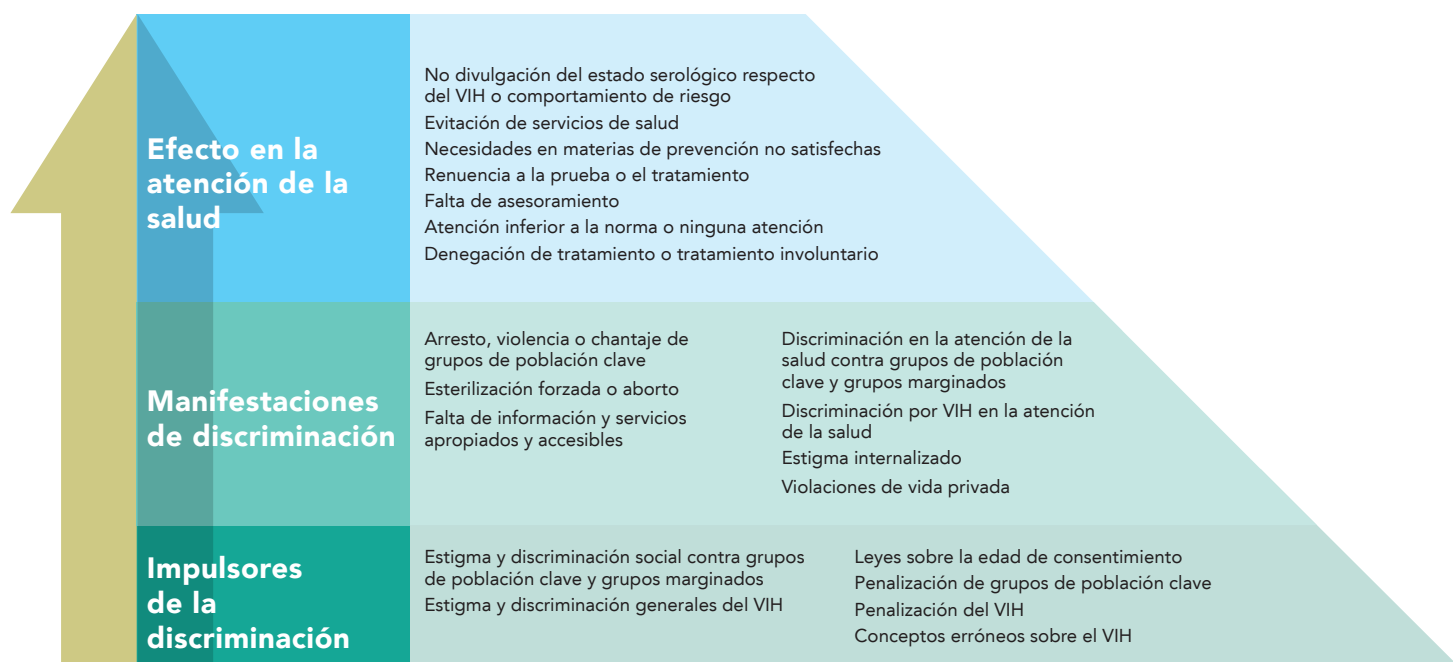 Efecto en la
atención de la
salud
No divulgación del estado serológico respecto
del VIH o comportamiento de riesgo
Evitación de servicios de salud
Necesidades en materias de prevención no satisfechas
Renuencia a la prueba o el tratamiento
Falta de asesoramiento
Atención inferior a la norma o ninguna atención
Denegación de tratamiento o tratamiento involuntario
Manifestaciones
de discriminación
Arresto, violencia o chantaje de
grupos de población clave
Esterilización forzada o aborto
Falta de información y servicios
apropiados y accesibles
Discriminación en la atención de la
salud contra grupos de población
clave y grupos marginados
Discriminación por VIH en la atención
de la salud
Estigma internalizado
Violaciones de vida privada
Impulsores
de la
discriminación
Estigma y discriminación social contra grupos
de población clave y grupos marginados
Estigma y discriminación generales del VIH
Leyes sobre la edad de consentimiento
Penalización de grupos de población clave
Penalización del VIH
Conceptos erróneos sobre el VIH